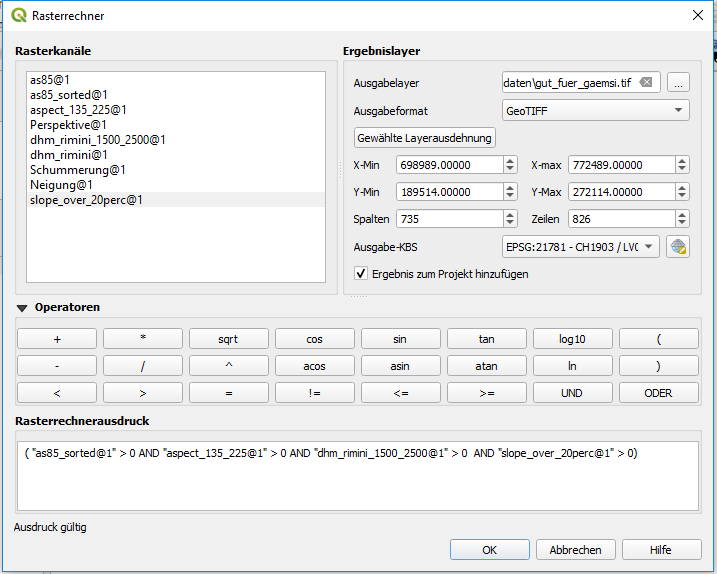 Rasterrechner
Rasterkanäle
as85@1
as85_sorted@1
aspect_135_225@1
Perspektive@1
dhm_rimini_1500_2500@1
dhm_rimini@1
Schummerung@1
Neigung@1
slope_over_20perc@1
Ergebnislayer
Ausgabelayer daten\gut_fuer_gaemsi.tif ...
Ausgabeformat GeoTIFF
Gewählte Layerausdehnung
X-Min 698989.00000 X-max 772489.00000
Y-Min 189514.00000 Y-Max 272114.00000
Spalten 735 Zeilen 826
Ausgabe-KBS EPSG:21781 - CH1903 / LV0
Ergebnis zum Projekt hinzufügen
Operatoren
+ * sqrt cos sin tan log10 (
- / ^ acos asin atan ln )
< > = != <= >= UND ODER
Rasterrechnerausdruck
( "as85_sorted@1" > 0 AND "aspect_135_225@1" > 0 AND "dhm_rimini_1500_2500@1" > 0 AND "slope_over_20perc@1" > 0)
Ausdruck gültig
OK Abbrechen Hilfe